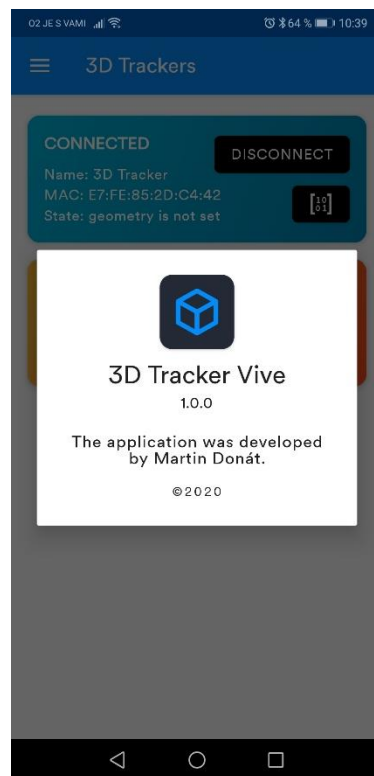 O2 JE S VAMI 64 % 10:39
3D Trackers
CONNECTED
DISCONNECT
Name: 3D Tracker
MAC: E7:FE:85:2D:C4:42
State: geometry is not set
10
01
3D Tracker Vive
1.0.0
The application was developed
by Martin Donát.
©2020